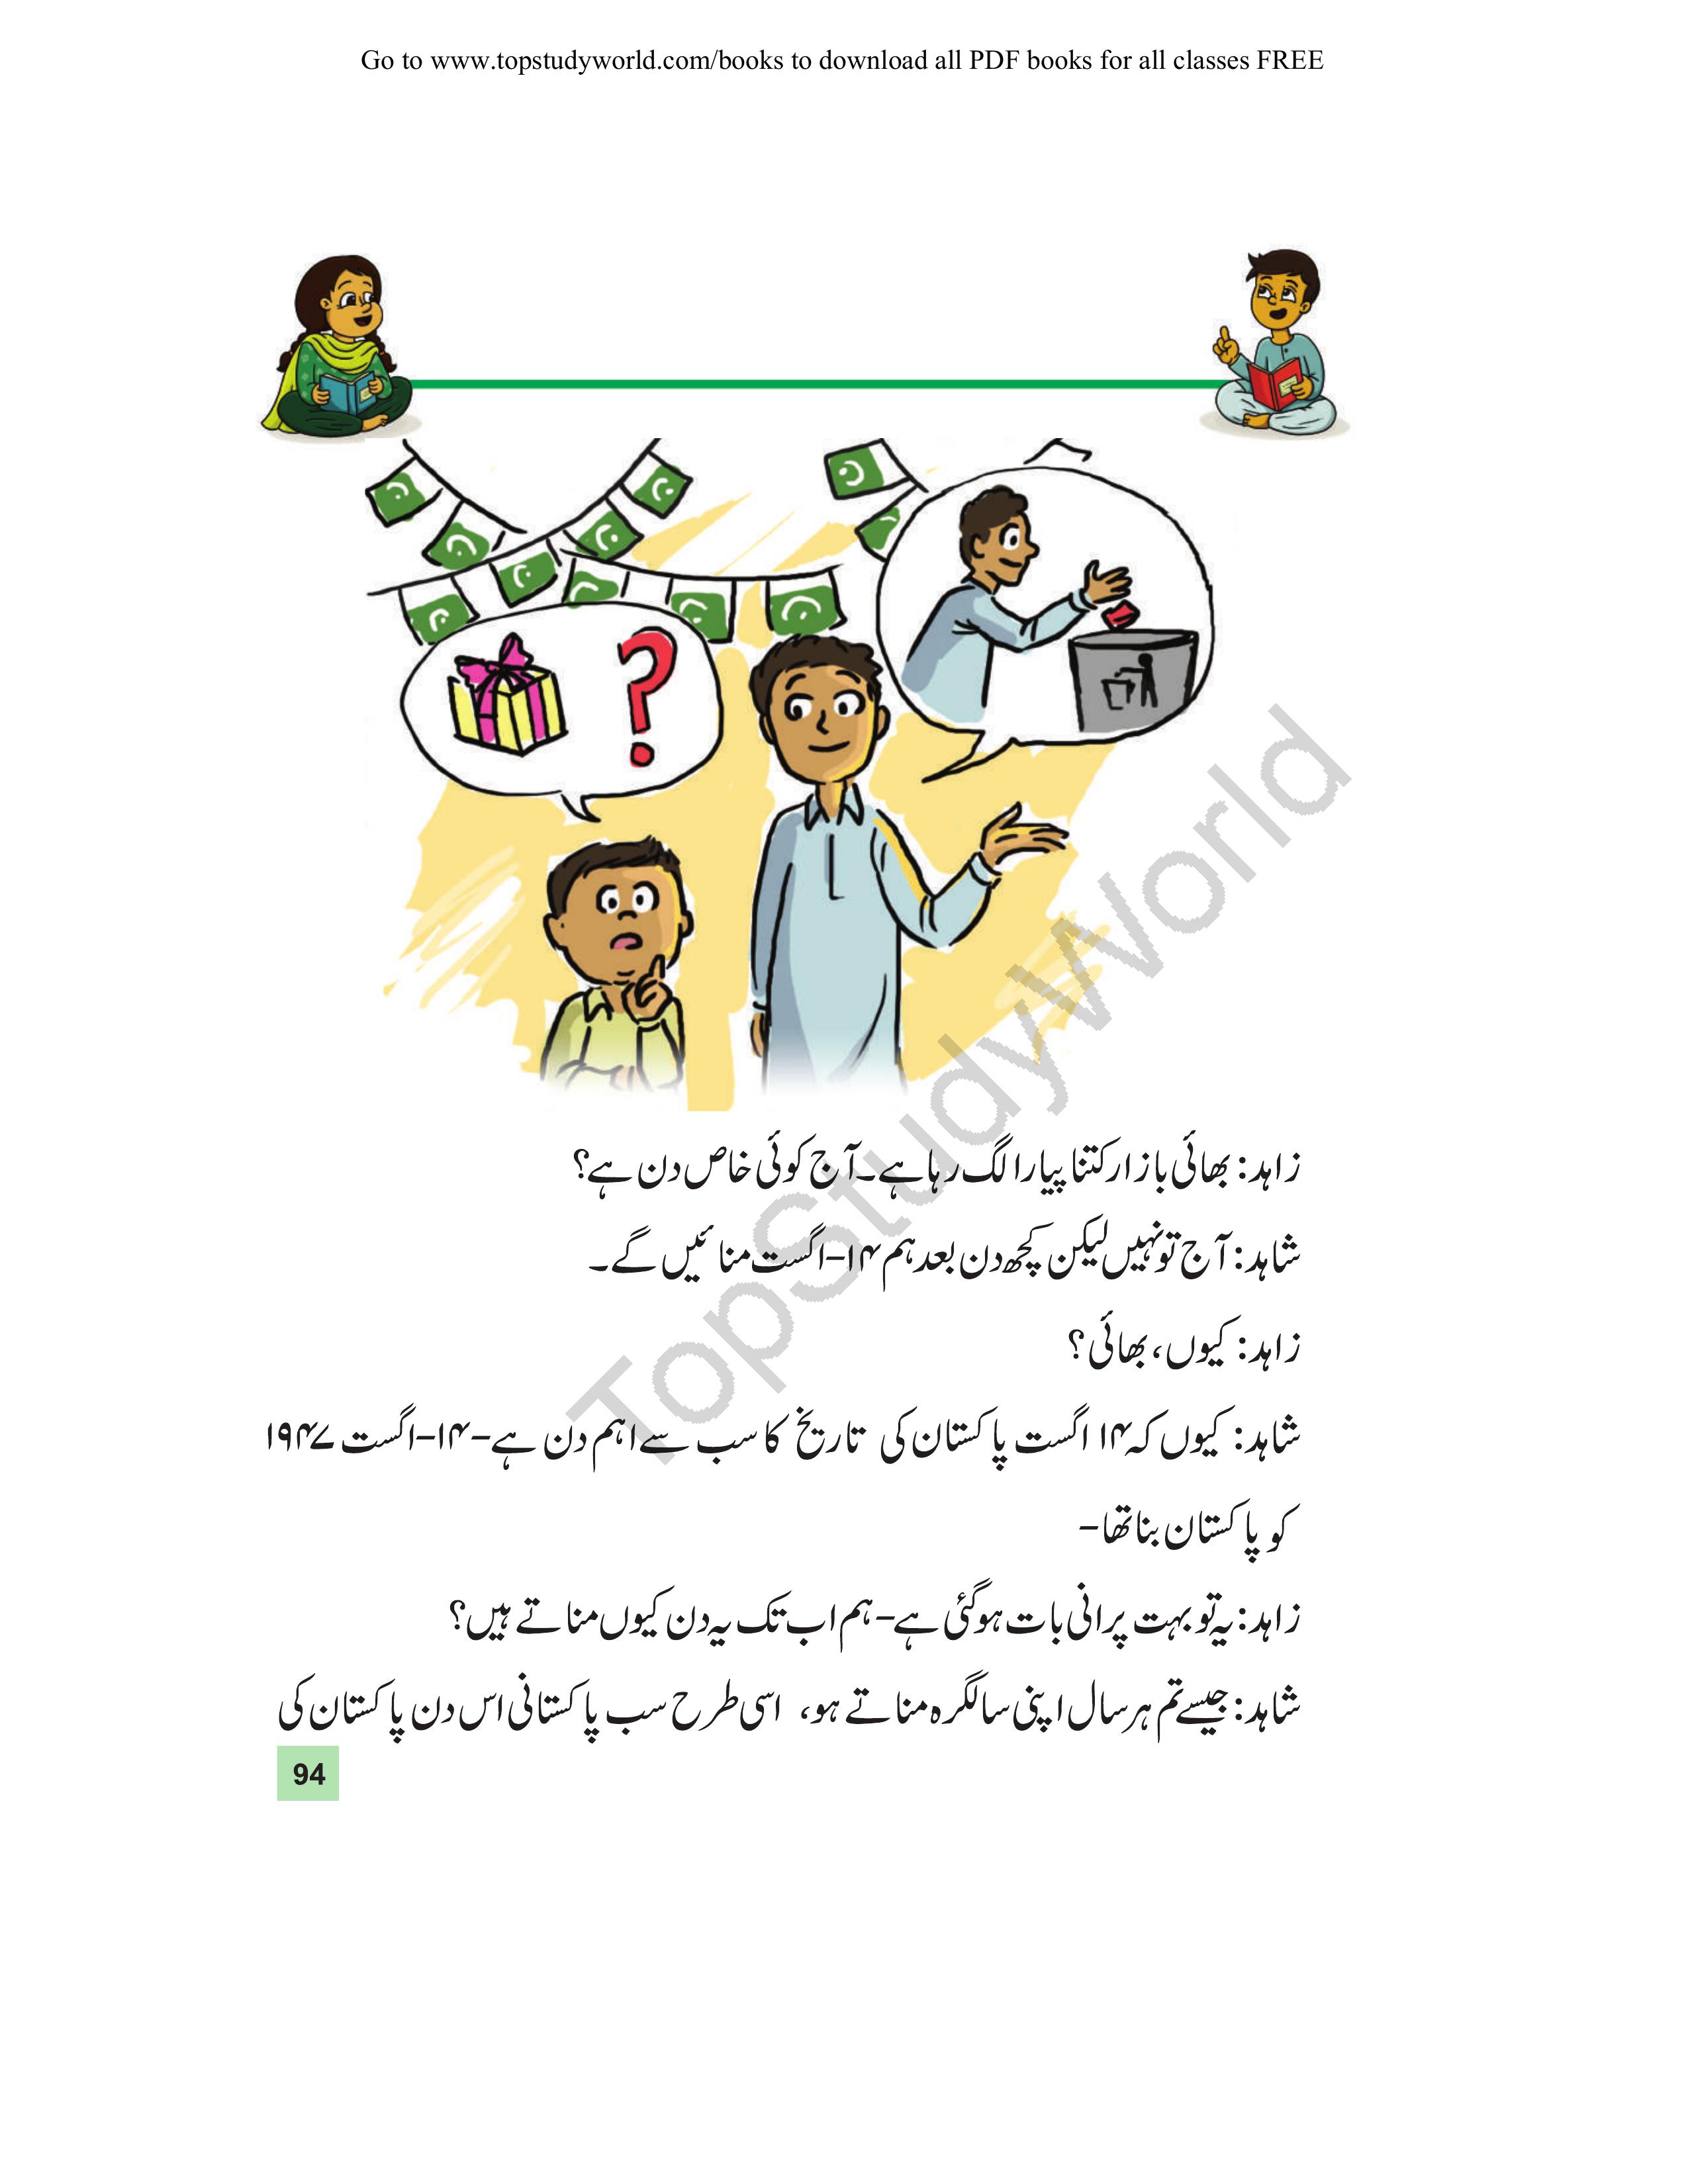 Go to www.topstudyworld.com/books to download all PDF books for all classes FREE
زاہد: بھائی بازار کتنا پیارا لگ رہا ہے۔ آج کوئی خاص دن ہے؟
شاہد: آج تو نہیں لیکن کچھ دن بعد ہم ۱۴-اگست منائیں گے۔
زاہد: کیوں، بھائی؟
شاہد: کیوں کہ ۱۴ اگست پاکستان کی تاریخ کا سب سے اہم دن ہے-۱۴-اگست ۱۹۴۷
کو پاکستان بنا تھا-
زاہد: یہ تو بہت پرانی بات ہوگئی ہے- ہم اب تک یہ دن کیوں مناتے ہیں؟
شاہد: جیسے تم ہر سال اپنی سالگرہ مناتے ہو، اسی طرح سب پاکستانی اس دن پاکستان کی
94
TopStudyWorld